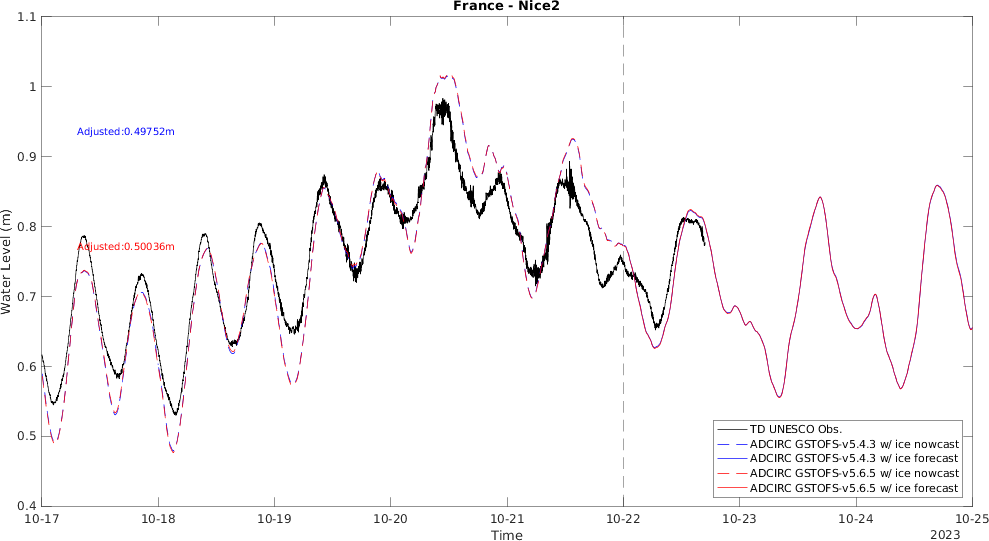 France - Nice2
1.1
1
0.9
0.8
0.7
0.6
0.5
0.4
Water Level (m)
Adjusted:0.49752m
Adjusted:0.50036m
TD UNESCO Obs.
ADCIRC GSTOFS-v5.4.3 w/ ice nowcast
ADCIRC GSTOFS-v5.4.3 w/ ice forecast
ADCIRC GSTOFS-v5.6.5 w/ ice nowcast
ADCIRC GSTOFS-v5.6.5 w/ ice forecast
10-17 10-18 10-19 10-20 10-21 10-22 10-23 10-24 10-25
Time
2023